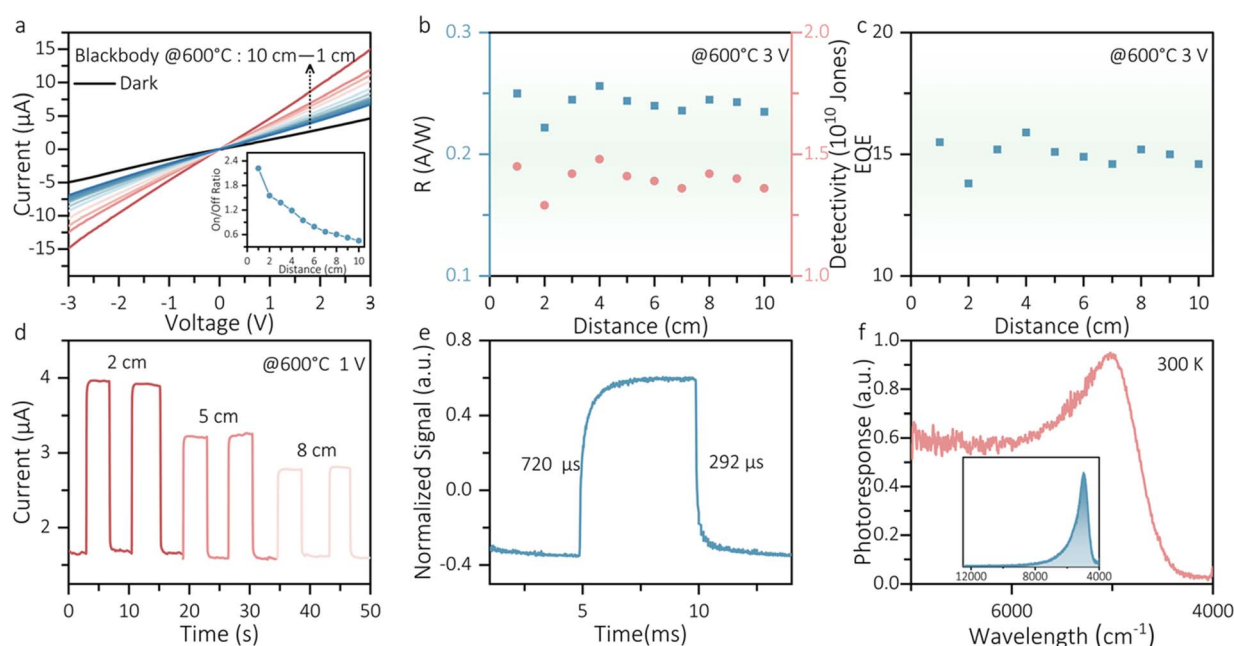 a
Blackbody @600°C : 10 cm—1 cm
Dark
Current (μA)
15
10
5
0
-5
-10
-15
-3
-2
-1
0
1
2
3
Voltage (V)
On/Off Ratio
2.4
1.8
1.2
0.6
0
2
4
6
8
10
Distance (cm)
b
@600°C 3 V
R (A/W)
0.3
0.2
0.1
0
2
4
6
8
10
Distance (cm)
2.0
1.5
1.0
Detectivity (10¹⁰ Jones)
c
@600°C 3 V
EQE
20
15
10
0
2
4
6
8
10
Distance (cm)
d
@600°C 1 V
2 cm
5 cm
8 cm
Current (μA)
4
3
2
0
10
20
30
40
50
Time (s)
e
Normalized Signal (a.u.)
0.8
0.4
0.0
-0.4
720 μs
292 μs
5
10
Time(ms)
f
300 K
Photoresponse (a.u.)
1.0
0.8
0.6
0.4
0.2
0.0
12000
8000
4000
6000
4000
Wavelength (cm⁻¹)